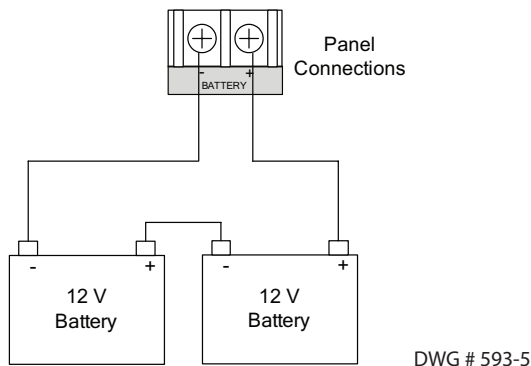 Panel
Connections
- +
BATTERY
- + - +
12 V
Battery
12 V
Battery
DWG # 593-5